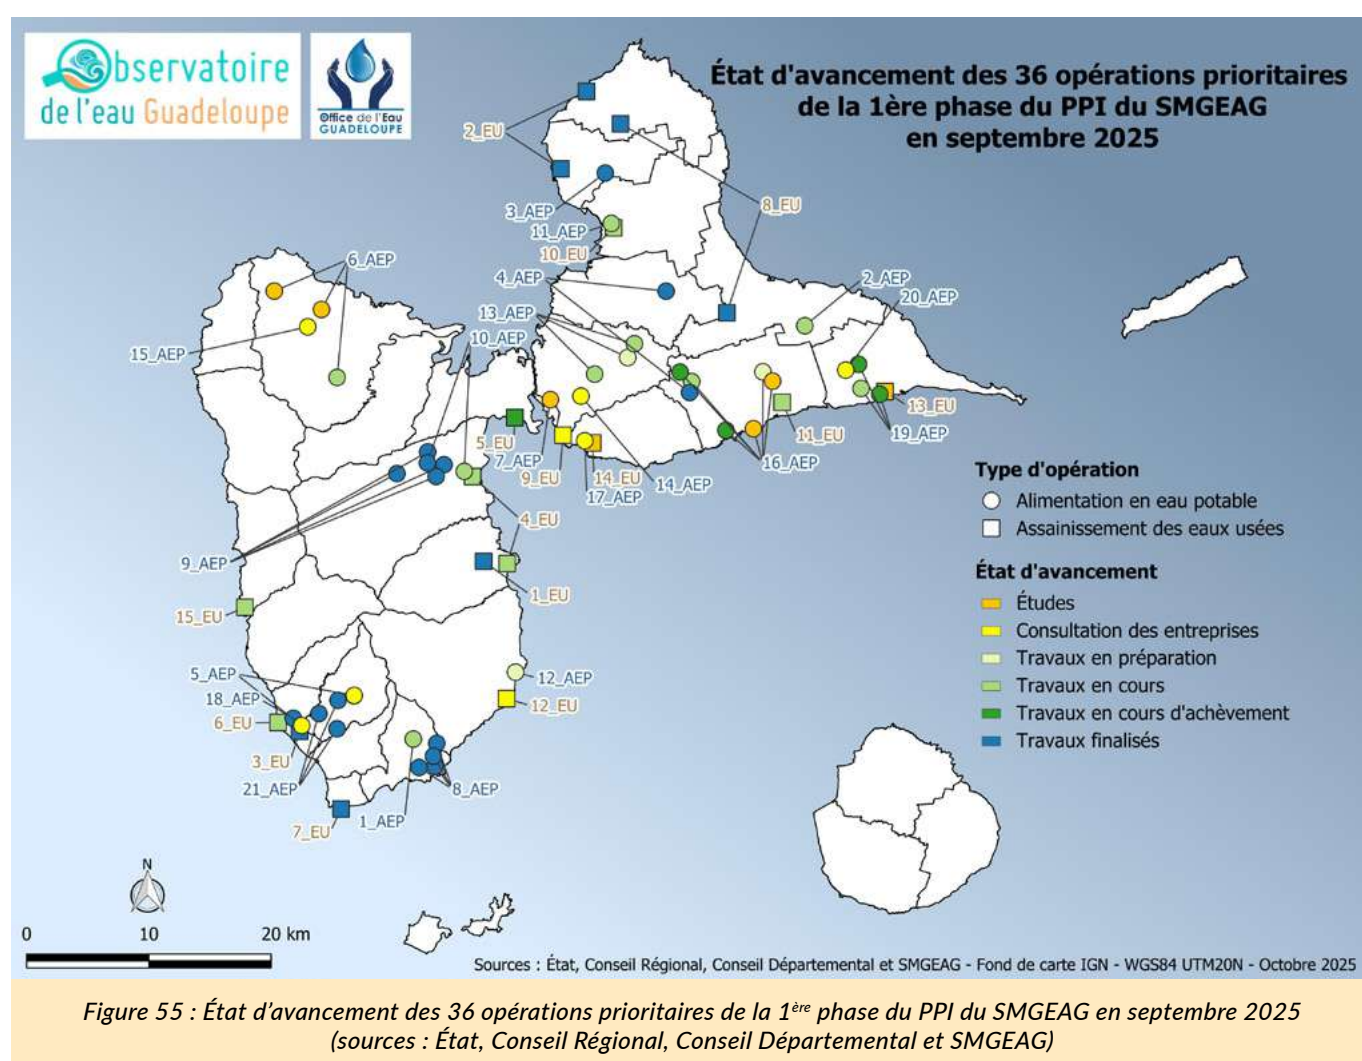 Observatoire
de l'eau Guadeloupe
Office de l'Eau
GUADELOUPE
État d'avancement des 36 opérations prioritaires
de la 1ère phase du PPI du SMGEAG
en septembre 2025
2_EU
8_EU
3_AEP
11_AEP
10_EU
6_AEP
4_AEP
2_AEP
20_AEP
13_AEP
10_AEP
15_AEP
13_EU
5_EU
7_AEP
9_EU
14_EU
17_AEP
14_AEP
16_AEP
11_EU
19_AEP
4_EU
9_AEP
1_EU
15_EU
5_AEP
18_AEP
6_EU
12_AEP
12_EU
3_EU
21_AEP
8_AEP
7_EU
1_AEP
Type d'opération
Alimentation en eau potable
Assainissement des eaux usées
État d'avancement
Études
Consultation des entreprises
Travaux en préparation
Travaux en cours
Travaux en cours d'achèvement
Travaux finalisés
N
0 10 20 km
Sources : État, Conseil Régional, Conseil Départemental et SMGEAG - Fond de carte IGN - WGS84 UTM20N - Octobre 2025
Figure 55 : État d'avancement des 36 opérations prioritaires de la 1ère phase du PPI du SMGEAG en septembre 2025
(sources : État, Conseil Régional, Conseil Départemental et SMGEAG)